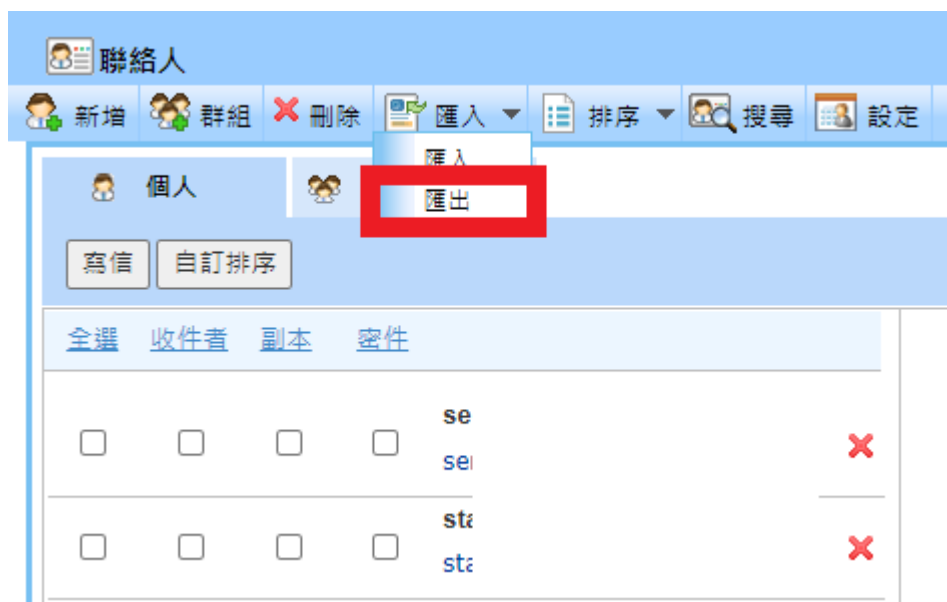 聯絡人
新增 群組 刪除 匯入 排序 搜尋 設定
匯入
個人
匯出
寫信 自訂排序
全選 收件者 副本 密件
se
se
sta
sta